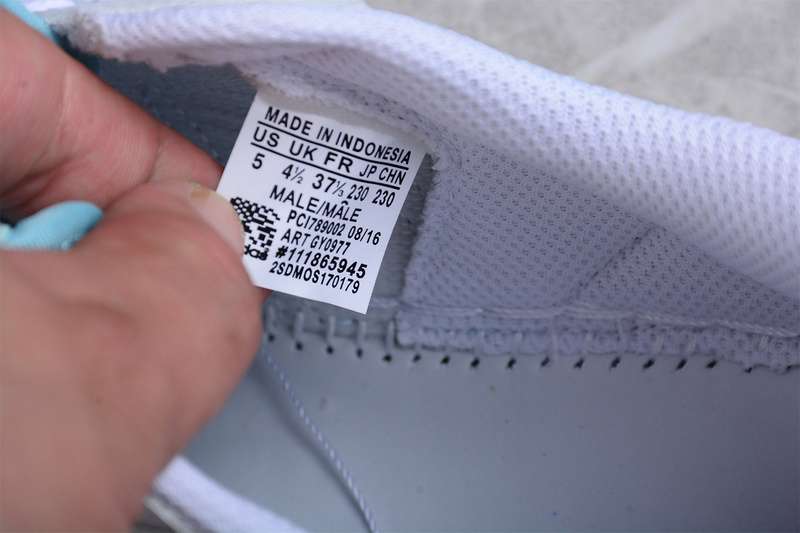 MADE IN INDONESIA
US UK FR JP CHN
5 4½ 37⅓ 230 230
MALE/MÂLE
PCI789002 08/16
ART GY0977
#111865945
2SDMOS170179